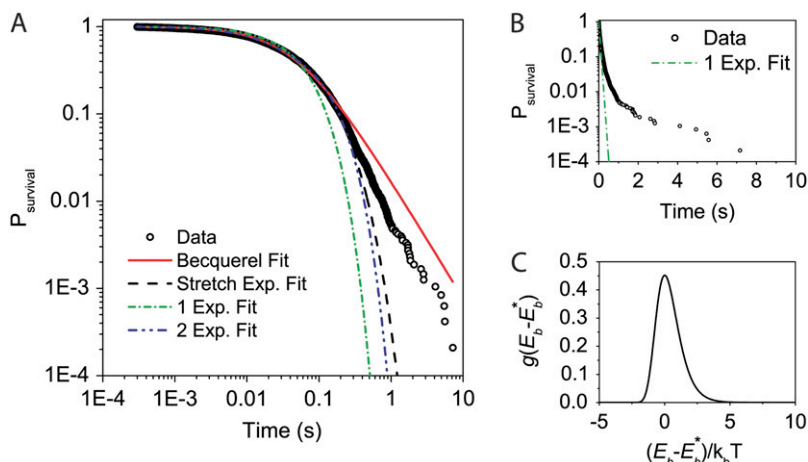 A
P_survival
1
0.1
0.01
1E-3
1E-4
Data
Becquerel Fit
Stretch Exp. Fit
1 Exp. Fit
2 Exp. Fit
1E-4 1E-3 0.01 0.1 1 10
Time (s)
B
P_survival
1
0.1
0.01
1E-3
1E-4
Data
1 Exp. Fit
0 2 4 6 8 10
Time (s)
C
g(E_b-E_b^*)
0.5
0.4
0.3
0.2
0.1
0.0
-5 0 5 10
(E_b-E_b^*)/k_bT